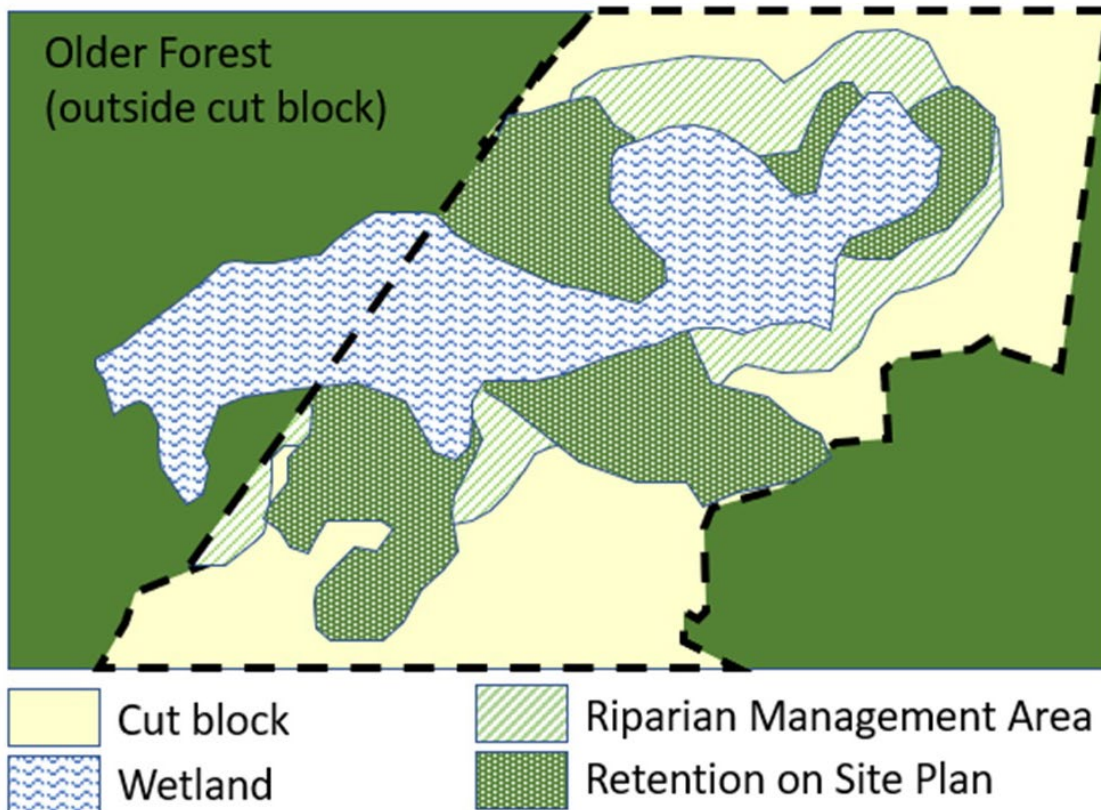 Older Forest
(outside cut block)
Cut block
Riparian Management Area
Wetland
Retention on Site Plan